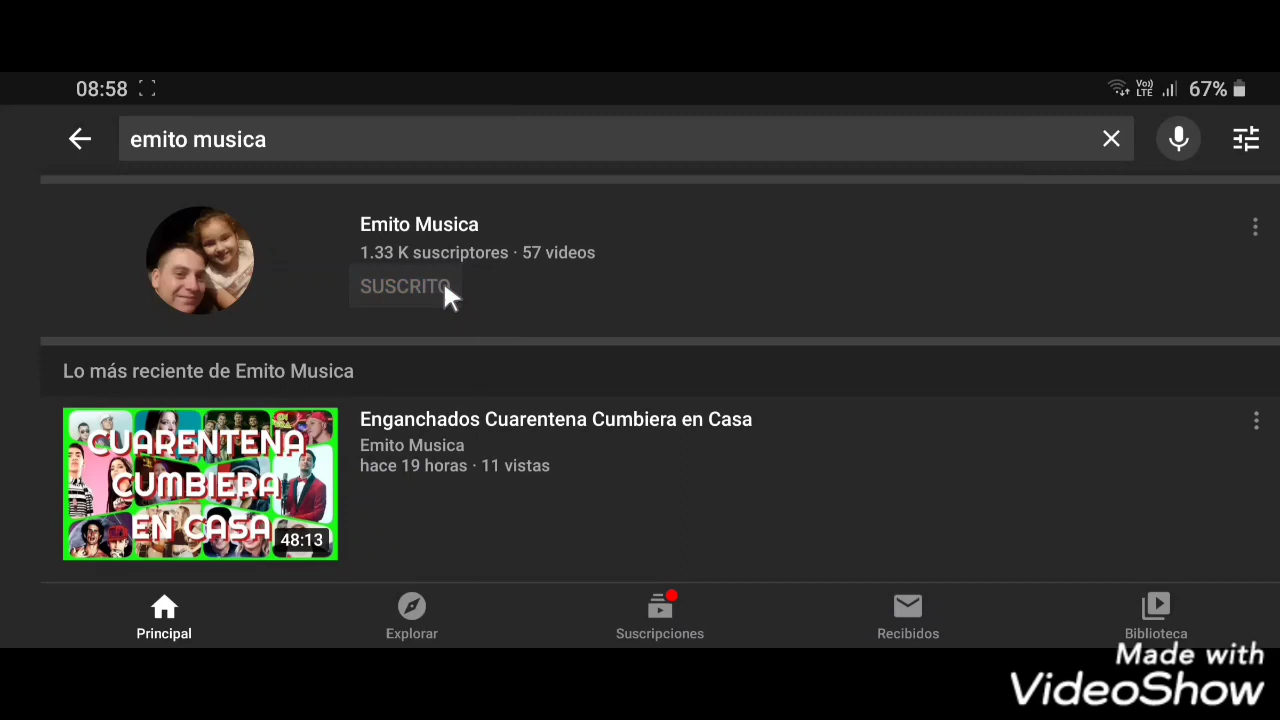 08:58
Vo)) LTE 67%
emito musica
Emito Musica
1.33 K suscriptores · 57 videos
SUSCRITO
Lo más reciente de Emito Musica
CUARENTENA
CUMBIERA
EN CASA
48:13
Enganchados Cuarentena Cumbiera en Casa
Emito Musica
hace 19 horas · 11 vistas
Principal
Explorar
Suscripciones
Recibidos
Biblioteca
Made with
VideoShow